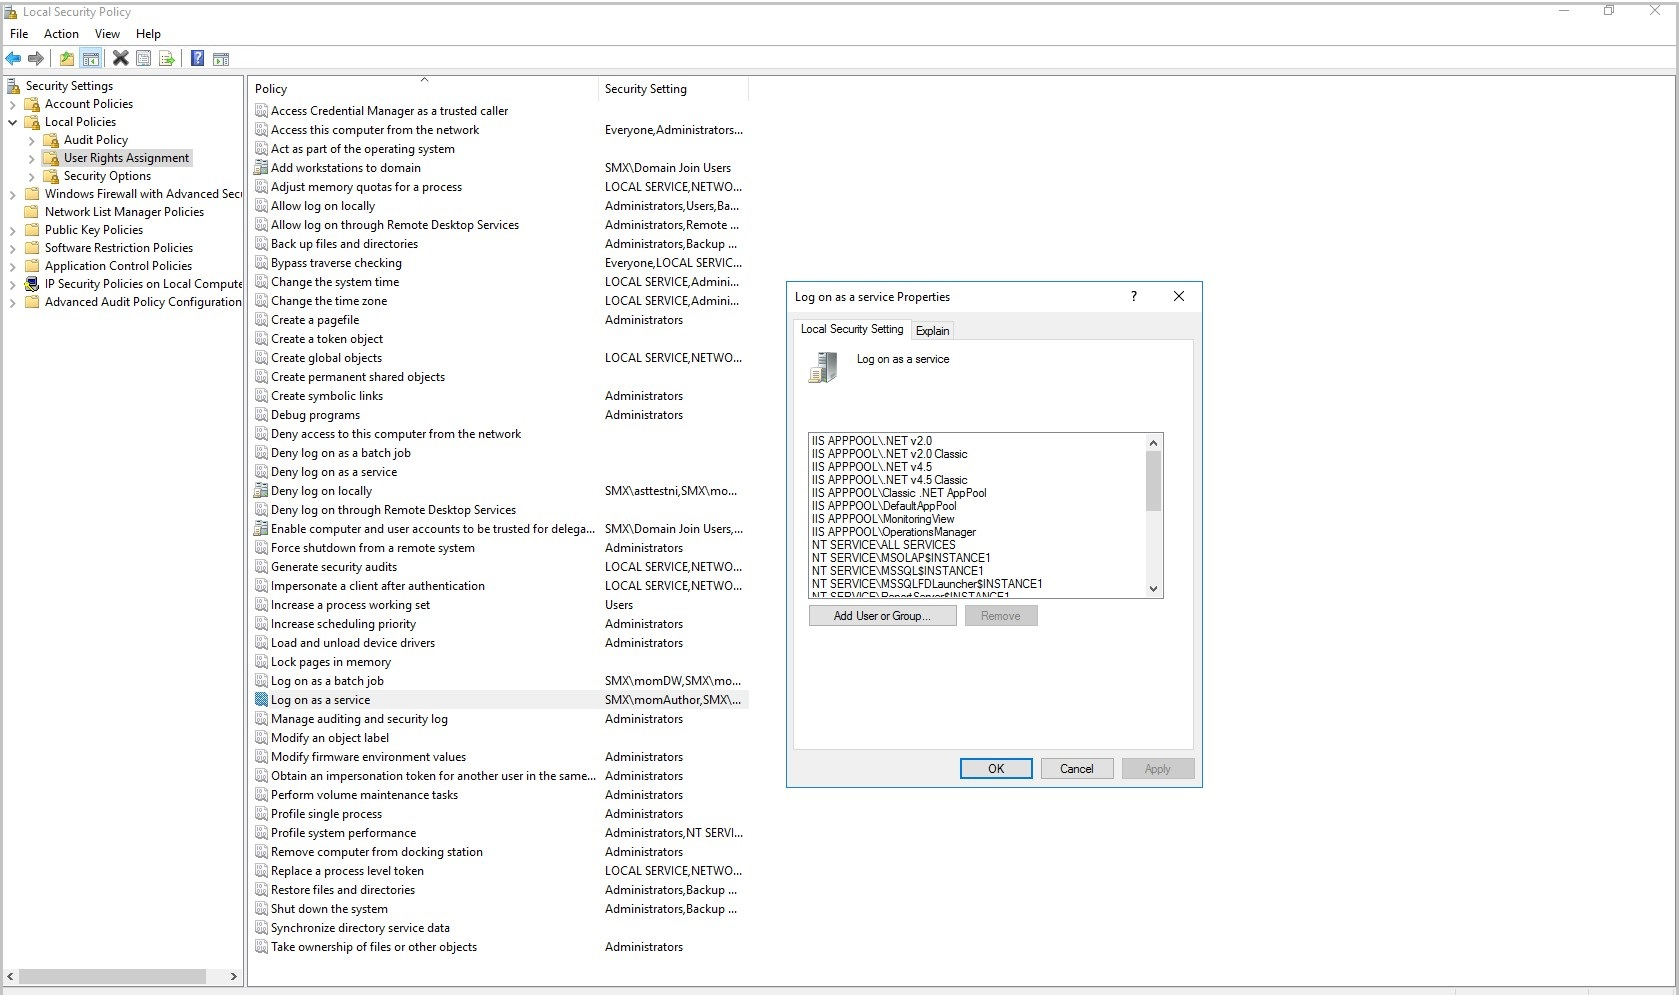 Local Security Policy
File Action View Help
Security Settings
Account Policies
Local Policies
Audit Policy
User Rights Assignment
Security Options
Windows Firewall with Advanced Secu
Network List Manager Policies
Public Key Policies
Software Restriction Policies
Application Control Policies
IP Security Policies on Local Compute
Advanced Audit Policy Configuration
Policy Security Setting
Access Credential Manager as a trusted caller
Access this computer from the network Everyone,Administrators...
Act as part of the operating system
Add workstations to domain SMX\Domain Join Users
Adjust memory quotas for a process LOCAL SERVICE,NETWO...
Allow log on locally Administrators,Users,Ba...
Allow log on through Remote Desktop Services Administrators,Remote ...
Back up files and directories Administrators,Backup ...
Bypass traverse checking Everyone,LOCAL SERVIC...
Change the system time LOCAL SERVICE,Admini...
Change the time zone LOCAL SERVICE,Admini...
Create a pagefile Administrators
Create a token object
Create global objects LOCAL SERVICE,NETWO...
Create permanent shared objects
Create symbolic links Administrators
Debug programs Administrators
Deny access to this computer from the network
Deny log on as a batch job
Deny log on as a service
Deny log on locally SMX\asttestni,SMX\mo...
Deny log on through Remote Desktop Services
Enable computer and user accounts to be trusted for delega... SMX\Domain Join Users,...
Force shutdown from a remote system Administrators
Generate security audits LOCAL SERVICE,NETWO...
Impersonate a client after authentication LOCAL SERVICE,NETWO...
Increase a process working set Users
Increase scheduling priority Administrators
Load and unload device drivers Administrators
Lock pages in memory
Log on as a batch job SMX\momDW,SMX\mo...
Log on as a service SMX\momAuthor,SMX\...
Manage auditing and security log Administrators
Modify an object label
Modify firmware environment values Administrators
Obtain an impersonation token for another user in the same... Administrators
Perform volume maintenance tasks Administrators
Profile single process Administrators
Profile system performance Administrators,NT SERVI...
Remove computer from docking station Administrators
Replace a process level token LOCAL SERVICE,NETWO...
Restore files and directories Administrators,Backup ...
Shut down the system Administrators,Backup ...
Synchronize directory service data
Take ownership of files or other objects Administrators
Log on as a service Properties ?
Local Security Setting Explain
Log on as a service
IIS APPPOOL\.NET v2.0
IIS APPPOOL\.NET v2.0 Classic
IIS APPPOOL\.NET v4.5
IIS APPPOOL\.NET v4.5 Classic
IIS APPPOOL\Classic .NET AppPool
IIS APPPOOL\DefaultAppPool
IIS APPPOOL\MonitoringView
IIS APPPOOL\OperationsManager
NT SERVICE\ALL SERVICES
NT SERVICE\MSOLAP$INSTANCE1
NT SERVICE\MSSQL$INSTANCE1
NT SERVICE\MSSQLFDLauncher$INSTANCE1
NT SERVICE\ReportServer$INSTANCE1
Add User or Group... Remove
OK Cancel Apply